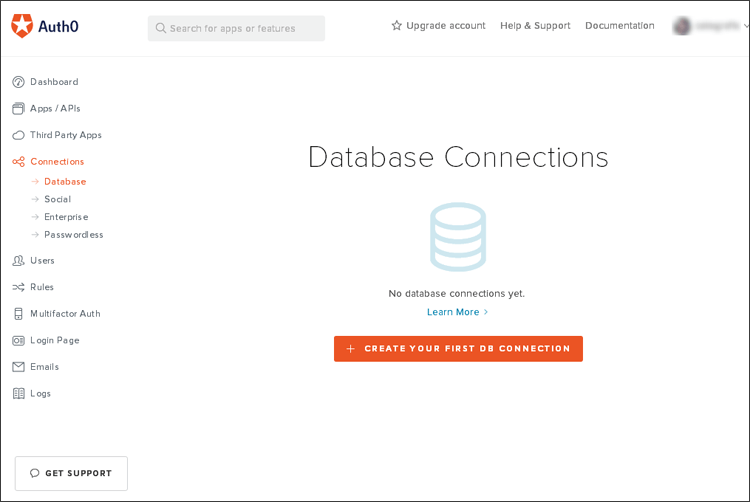 Auth0
Search for apps or features
Upgrade account
Help & Support
Documentation
Dashboard
Apps / APIs
Third Party Apps
Connections
Database
Social
Enterprise
Passwordless
Users
Rules
Multifactor Auth
Login Page
Emails
Logs
GET SUPPORT
Database Connections
No database connections yet.
Learn More
CREATE YOUR FIRST DB CONNECTION